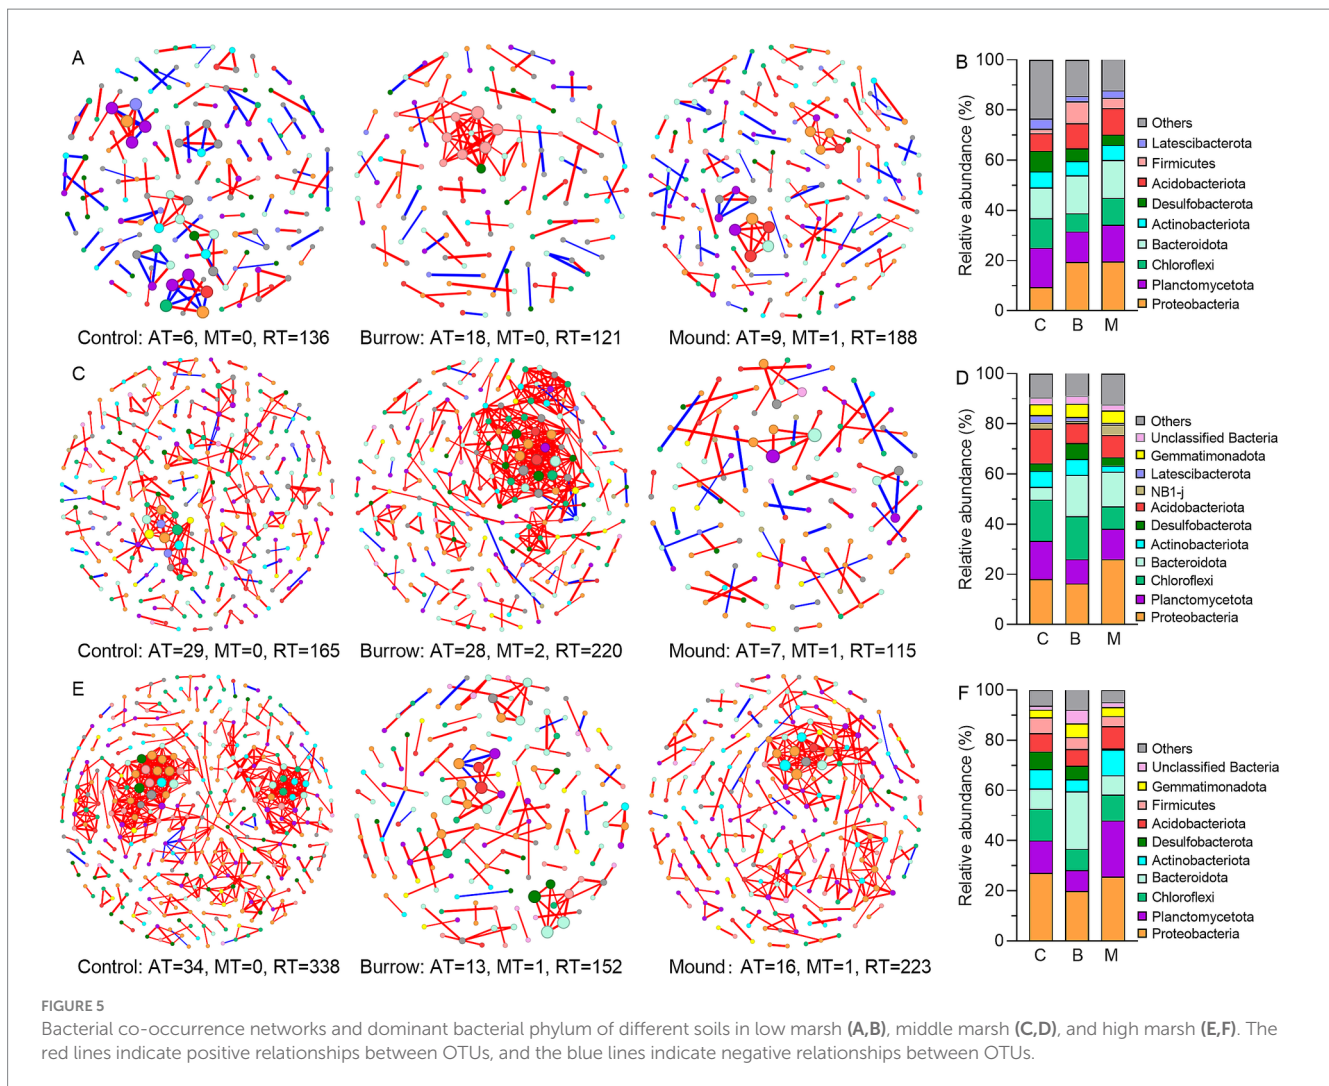 A
Control: AT=6, MT=0, RT=136
Burrow: AT=18, MT=0, RT=121
Mound: AT=9, MT=1, RT=188
B
Relative abundance (%)
100
80
60
40
20
0
C B M
Others
Latescibacterota
Firmicutes
Acidobacteriota
Desulfobacterota
Actinobacteriota
Bacteroidota
Chloroflexi
Planctomycetota
Proteobacteria
C
Control: AT=29, MT=0, RT=165
Burrow: AT=28, MT=2, RT=220
Mound: AT=7, MT=1, RT=115
D
Relative abundance (%)
100
80
60
40
20
0
C B M
Others
Unclassified Bacteria
Gemmatimonadota
Latescibacterota
NB1-j
Acidobacteriota
Desulfobacterota
Actinobacteriota
Bacteroidota
Chloroflexi
Planctomycetota
Proteobacteria
E
Control: AT=34, MT=0, RT=338
Burrow: AT=13, MT=1, RT=152
Mound: AT=16, MT=1, RT=223
F
Relative abundance (%)
100
80
60
40
20
0
C B M
Others
Unclassified Bacteria
Gemmatimonadota
Firmicutes
Acidobacteriota
Desulfobacterota
Actinobacteriota
Bacteroidota
Chloroflexi
Planctomycetota
Proteobacteria
FIGURE 5
Bacterial co-occurrence networks and dominant bacterial phylum of different soils in low marsh (A,B), middle marsh (C,D), and high marsh (E,F). The
red lines indicate positive relationships between OTUs, and the blue lines indicate negative relationships between OTUs.